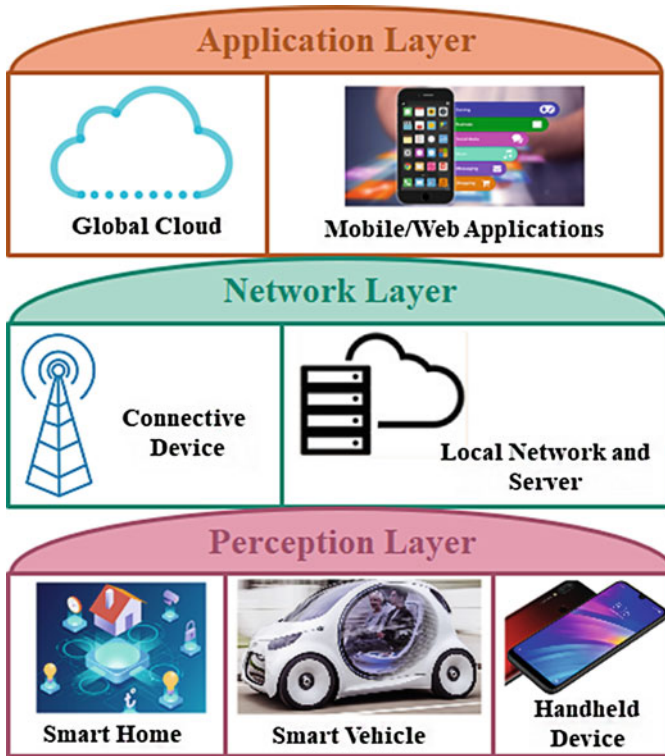 Application Layer
Global Cloud
Mobile/Web Applications
Network Layer
Connective
Device
Local Network and
Server
Perception Layer
Smart Home
Smart Vehicle
Handheld
Device